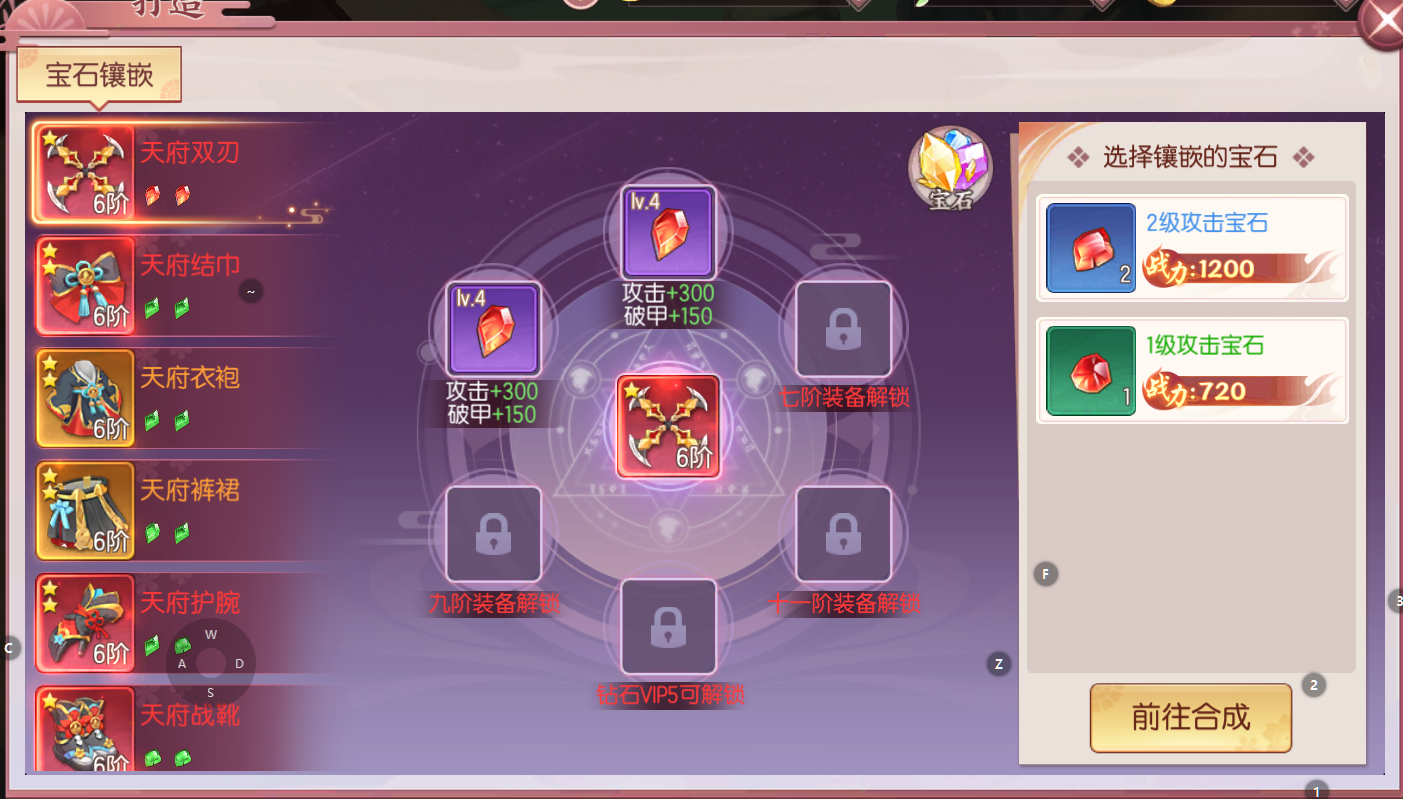 打造
宝石镶嵌
天府双刃
6阶
天府结巾
6阶
~
天府衣袍
6阶
天府裤裙
6阶
天府护腕
6阶
W
A
D
S
C
天府战靴
6阶
lv.4
攻击+300
破甲+150
lv.4
攻击+300
破甲+150
七阶装备解锁
6阶
九阶装备解锁
十一阶装备解锁
钻石VIP5可解锁
宝石
Z
选择镶嵌的宝石
2级攻击宝石
战力:1200
2
1级攻击宝石
战力:720
1
F
3
2
前往合成
1